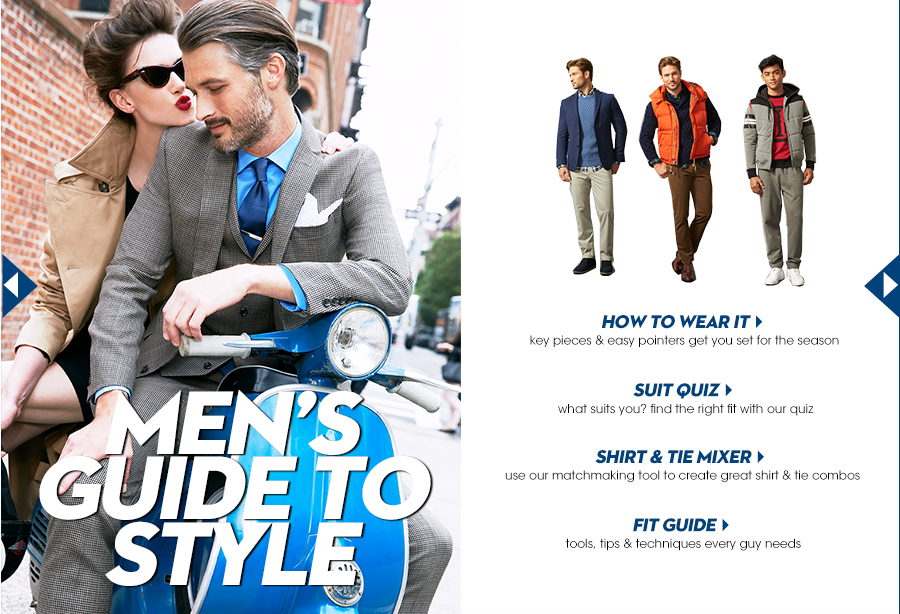 MEN'S
GUIDE TO
STYLE
HOW TO WEAR IT
key pieces & easy pointers get you set for the season
SUIT QUIZ
what suits you? find the right fit with our quiz
SHIRT & TIE MIXER
use our matchmaking tool to create great shirt & tie combos
FIT GUIDE
tools, tips & techniques every guy needs